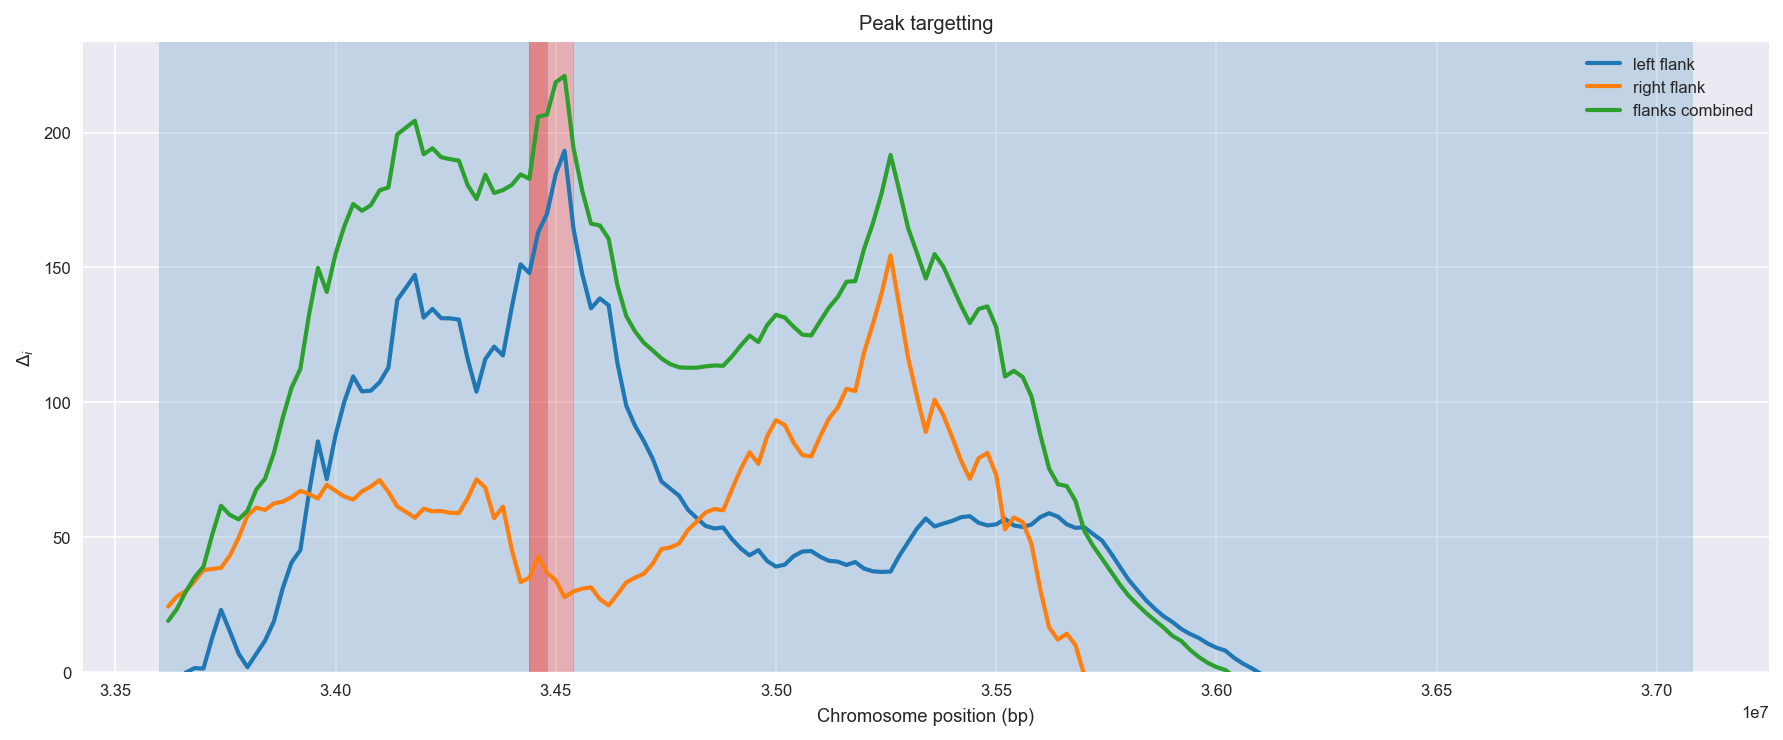 Peak targetting
left flank
right flank
flanks combined
200
150
100
50
0
Δi
3.35 3.40 3.45 3.50 3.55 3.60 3.65 3.70
1e7
Chromosome position (bp)